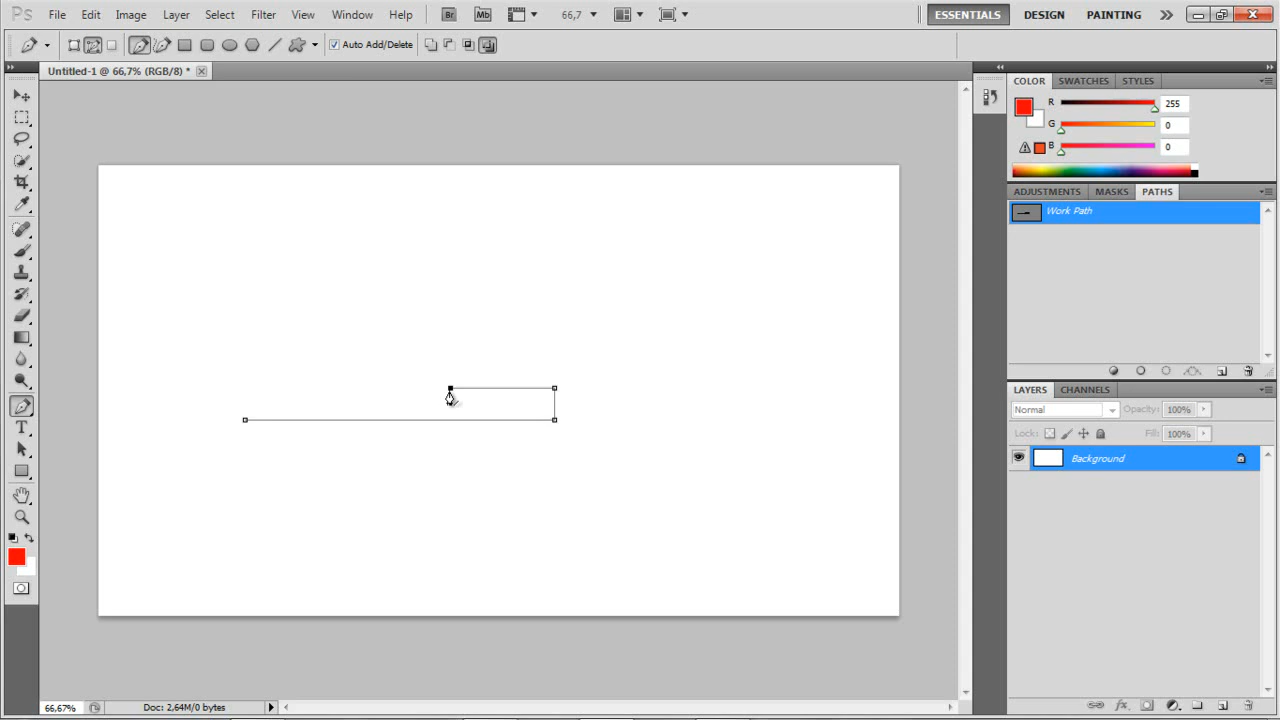 Ps File Edit Image Layer Select Filter View Window Help Br Mb 66,7 ESSENTIALS DESIGN PAINTING
Auto Add/Delete
Untitled-1 @ 66,7% (RGB/8) *
COLOR SWATCHES STYLES
R 255
G 0
B 0
ADJUSTMENTS MASKS PATHS
Work Path
LAYERS CHANNELS
Normal Opacity: 100%
Lock: Fill: 100%
Background
T
66,67% Doc: 2,64M/0 bytes
fx